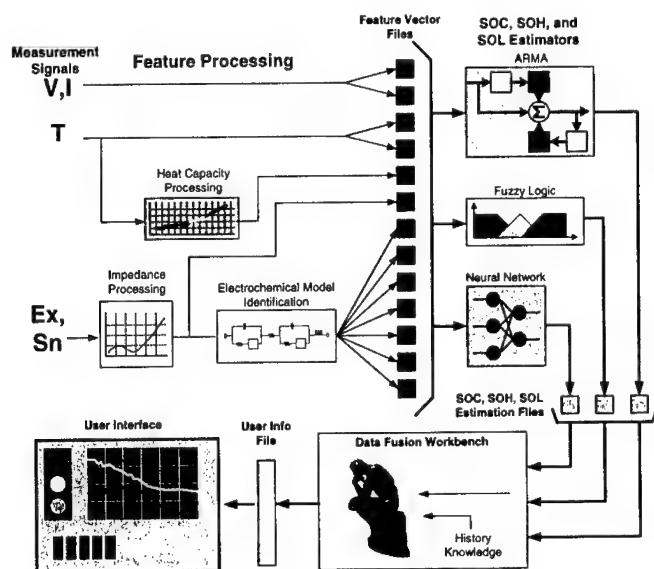 Measurement
Signals
V,I
T
Feature Processing
Feature Vector
Files
SOC, SOH, and
SOL Estimators
ARMA
Σ
Heat Capacity
Processing
Fuzzy Logic
Impedance
Processing
Electrochemical Model
Identification
Neural Network
Ex,
Sn
SOC, SOH, SOL
Estimation Files
User Interface
User Info
File
Data Fusion Workbench
History
Knowledge